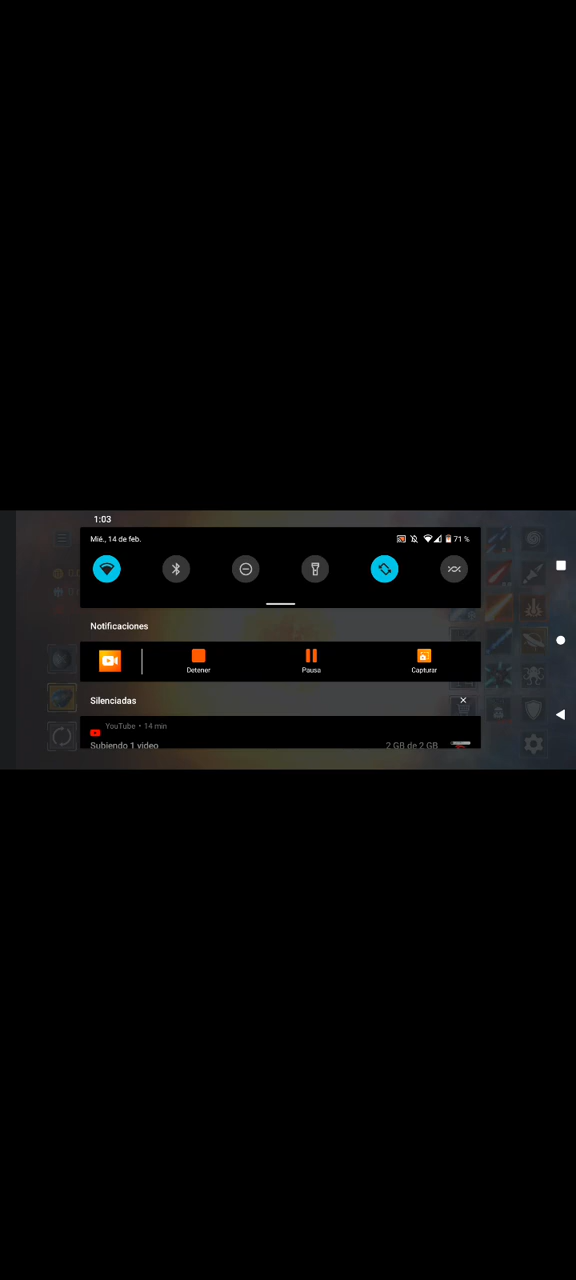 1:03
Mié., 14 de feb.
71 %
Notificaciones
Detener
Pausa
Capturar
Silenciadas
YouTube • 14 min
Subiendo 1 video
2 GB de 2 GB